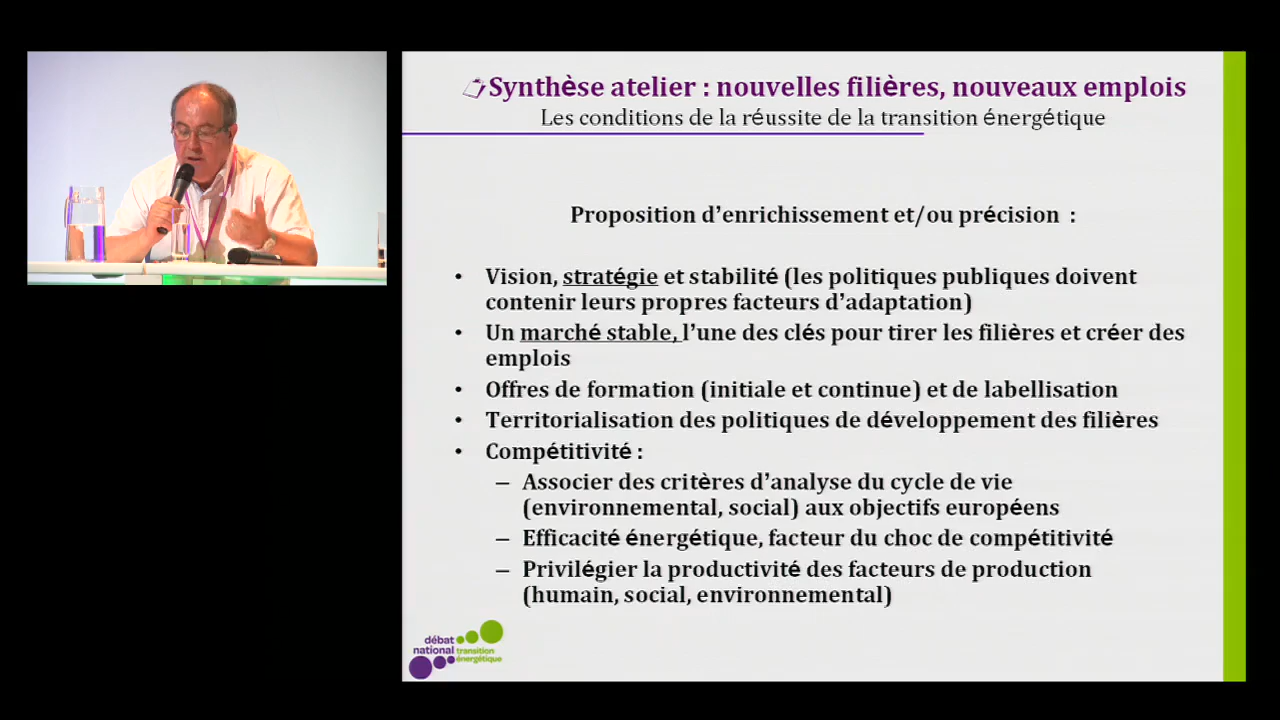 Synthèse atelier : nouvelles filières, nouveaux emplois
Les conditions de la réussite de la transition énergétique
Proposition d’enrichissement et/ou précision :
• Vision, stratégie et stabilité (les politiques publiques doivent
contenir leurs propres facteurs d’adaptation)
• Un marché stable, l’une des clés pour tirer les filières et créer des
emplois
• Offres de formation (initiale et continue) et de labellisation
• Territorialisation des politiques de développement des filières
• Compétitivité :
– Associer des critères d’analyse du cycle de vie
(environnemental, social) aux objectifs européens
– Efficacité énergétique, facteur du choc de compétitivité
– Privilégier la productivité des facteurs de production
(humain, social, environnemental)
débat
national transition
énergétique